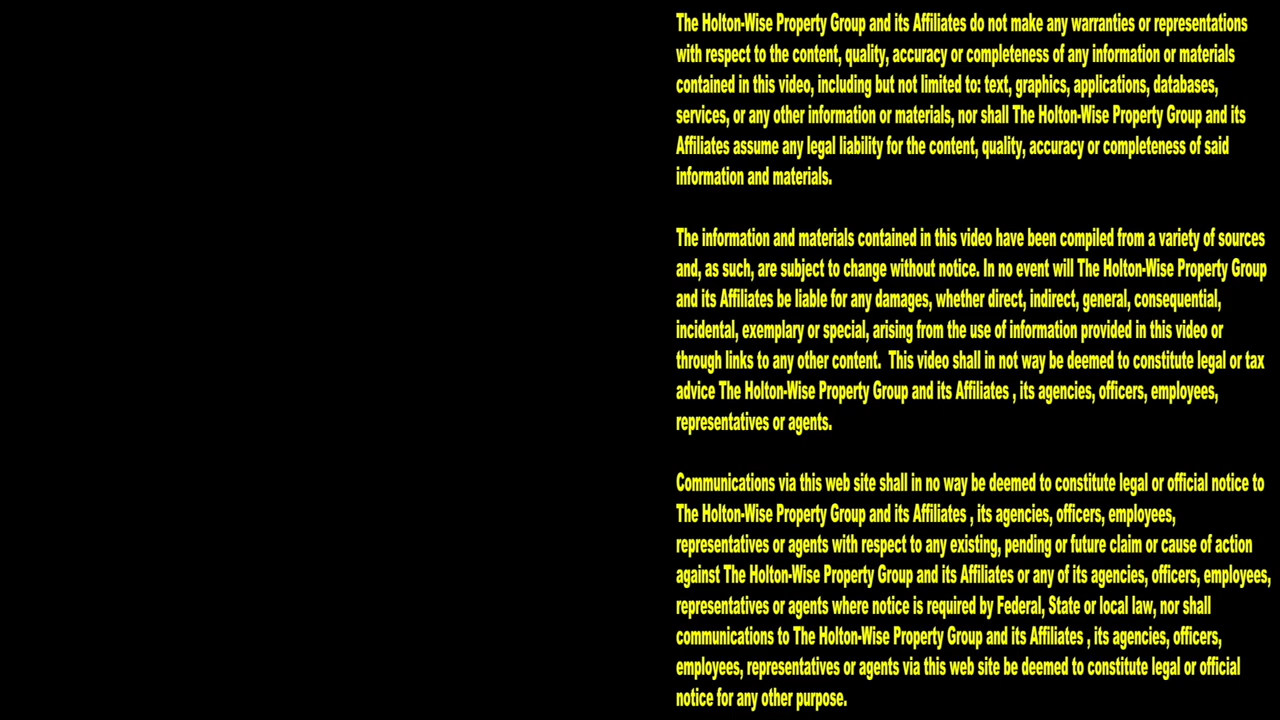 The Holton-Wise Property Group and its Affiliates do not make any warranties or representations
with respect to the content, quality, accuracy or completeness of any information or materials
contained in this video, including but not limited to: text, graphics, applications, databases,
services, or any other information or materials, nor shall The Holton-Wise Property Group and its
Affiliates assume any legal liability for the content, quality, accuracy or completeness of said
information and materials.
The information and materials contained in this video have been compiled from a variety of sources
and, as such, are subject to change without notice. In no event will The Holton-Wise Property Group
and its Affiliates be liable for any damages, whether direct, indirect, general, consequential,
incidental, exemplary or special, arising from the use of information provided in this video or
through links to any other content.  This video shall in not way be deemed to constitute legal or tax
advice The Holton-Wise Property Group and its Affiliates , its agencies, officers, employees,
representatives or agents.
Communications via this web site shall in no way be deemed to constitute legal or official notice to
The Holton-Wise Property Group and its Affiliates , its agencies, officers, employees,
representatives or agents with respect to any existing, pending or future claim or cause of action
against The Holton-Wise Property Group and its Affiliates or any of its agencies, officers, employees,
representatives or agents where notice is required by Federal, State or local law, nor shall
communications to The Holton-Wise Property Group and its Affiliates , its agencies, officers,
employees, representatives or agents via this web site be deemed to constitute legal or official
notice for any other purpose.